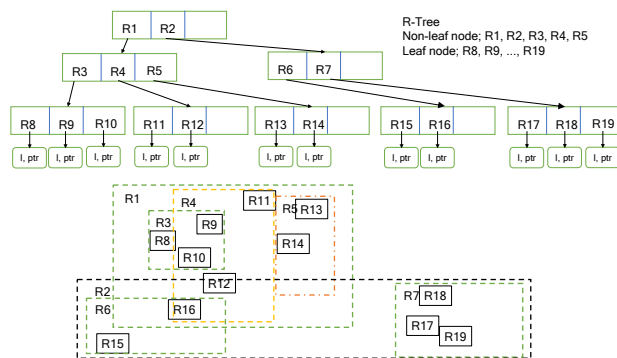 R-Tree
Non-leaf node; R1, R2, R3, R4, R5
Leaf node; R8, R9, ..., R19
R1 R2
R3 R4 R5
R6 R7
R8 R9 R10
R11 R12
R13 R14
R15 R16
R17 R18 R19
I, ptr
I, ptr
I, ptr
I, ptr
I, ptr
I, ptr
I, ptr
I, ptr
I, ptr
I, ptr
I, ptr
I, ptr
R1
R4
R11
R5
R13
R3
R9
R8
R14
R10
R12
R2
R7
R18
R6
R16
R17
R19
R15